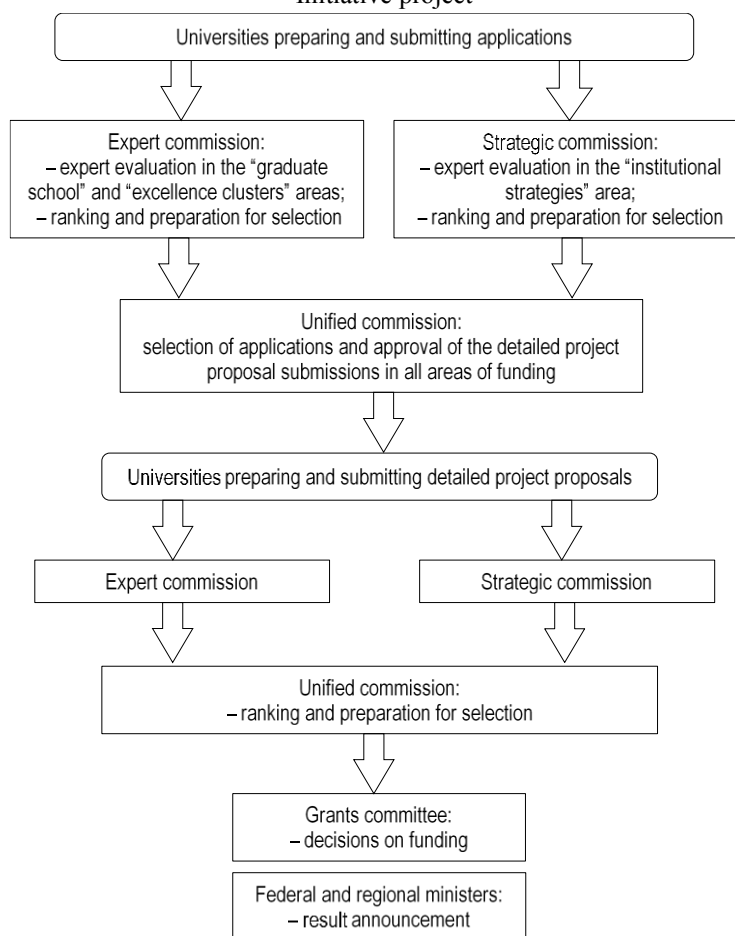 Initiative project
Universities preparing and submitting applications
Expert commission:
– expert evaluation in the “graduate
school” and “excellence clusters” areas;
– ranking and preparation for selection
Strategic commission:
– expert evaluation in the “institutional
strategies” area;
– ranking and preparation for selection
Unified commission:
selection of applications and approval of the detailed project
proposal submissions in all areas of funding
Universities preparing and submitting detailed project proposals
Expert commission
Strategic commission
Unified commission:
– ranking and preparation for selection
Grants committee:
– decisions on funding
Federal and regional ministers:
– result announcement